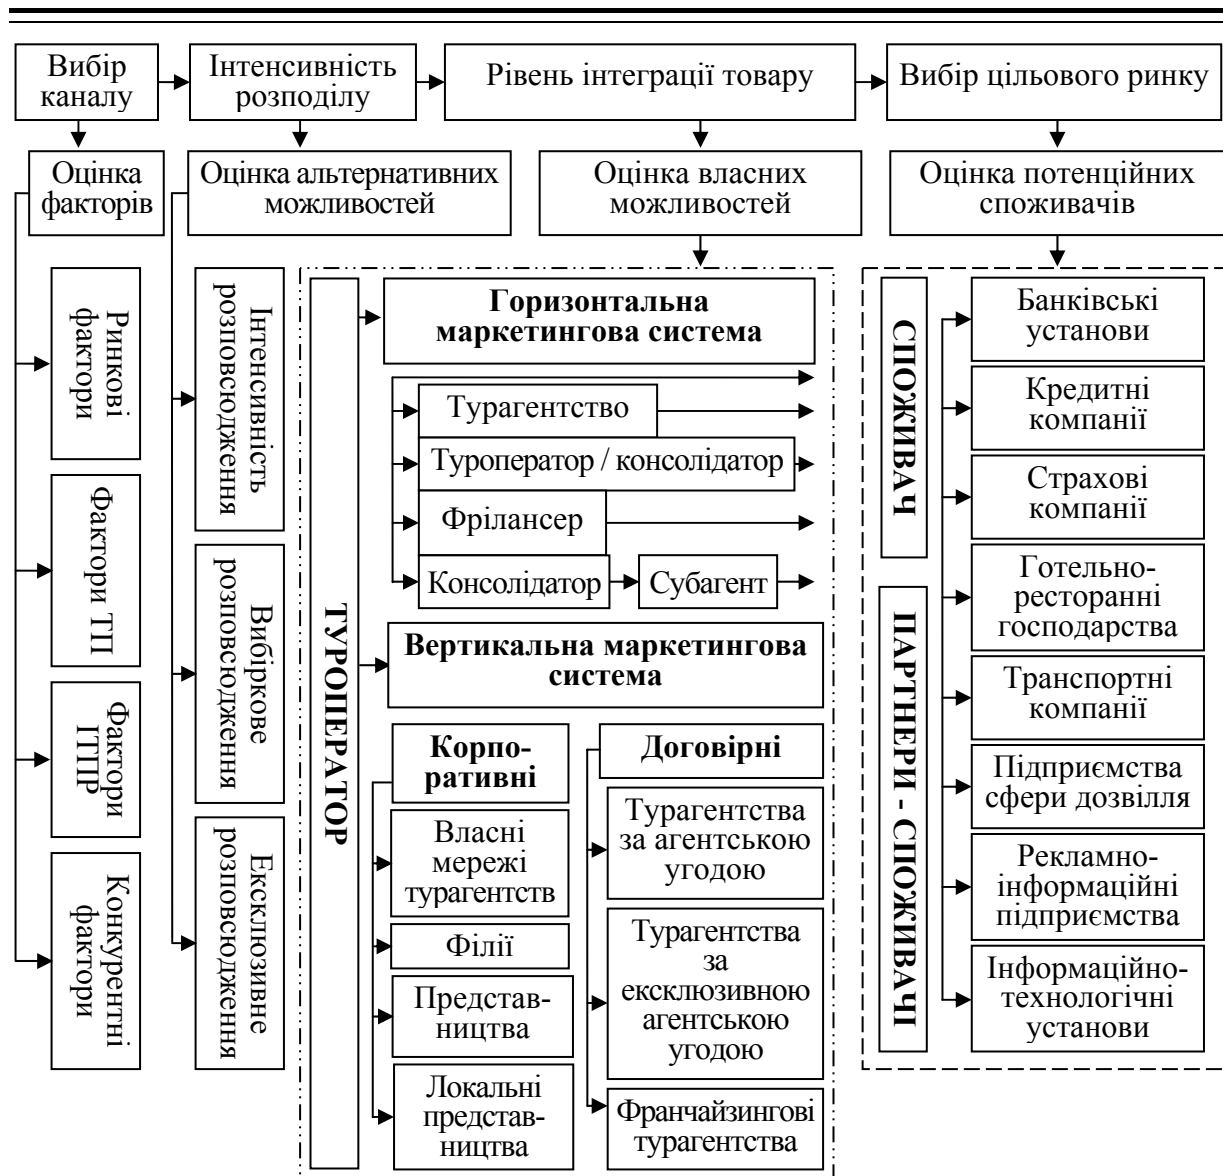 Вибір
каналу
Інтенсивність
розподілу
Рівень інтеграції товару
Вибір цільового ринку
Оцінка
факторів
Оцінка альтернативних
можливостей
Оцінка власних
можливостей
Оцінка потенційних
споживачів
Ринкові
фактори
Фактори ТП
Фактори
ІТПР
Конкурентні
фактори
Інтенсивність
розповсюдження
Вибіркове
розповсюдження
Ексклюзивне
розповсюдження
ТУРОПЕРАТОР
Горизонтальна
маркетингова система
Турагентство
Туроператор / консолідатор
Фрілансер
Консолідатор
Субагент
Вертикальна маркетингова
система
Корпо-
ративні
Власні
мережі
турагентств
Філії
Представ-
ництва
Локальні
представ-
ництва
Договірні
Турагентства
за агентською
угодою
Турагентства
за
ексклюзивною
агентською
угодою
Франчайзингові
турагентства
СПОЖИВАЧ
ПАРТНЕРИ - СПОЖИВАЧІ
Банківські
установи
Кредитні
компанії
Страхові
компанії
Готельно-
ресторанні
господарства
Транспортні
компанії
Підприємства
сфери дозвілля
Рекламно-
інформаційні
підприємства
Інформаційно-
технологічні
установи